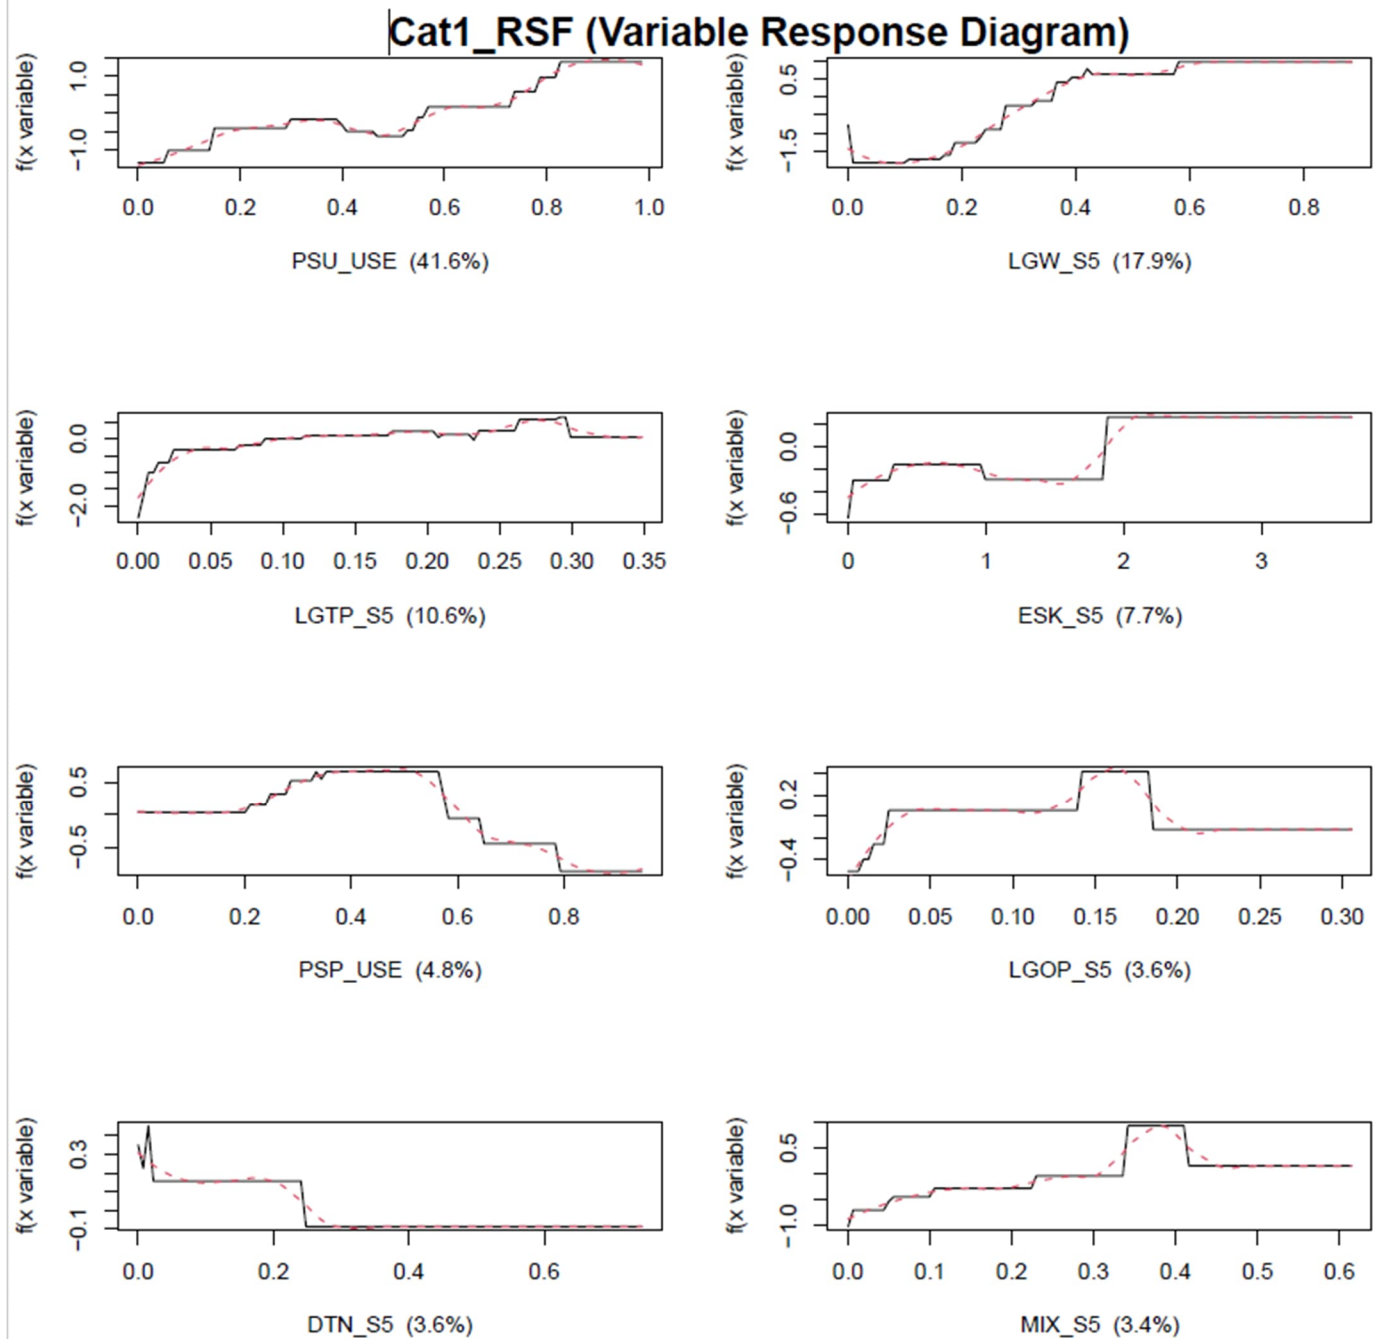 Cat1_RSF (Variable Response Diagram)
f(x variable)
1.0
−1.0
0.0 0.2 0.4 0.6 0.8 1.0
PSU_USE (41.6%)
f(x variable)
0.5
−1.5
0.0 0.2 0.4 0.6 0.8
LGW_S5 (17.9%)
f(x variable)
0.0
−2.0
0.00 0.05 0.10 0.15 0.20 0.25 0.30 0.35
LGTP_S5 (10.6%)
f(x variable)
0.0
−0.6
0 1 2 3
ESK_S5 (7.7%)
f(x variable)
0.5
−0.5
0.0 0.2 0.4 0.6 0.8
PSP_USE (4.8%)
f(x variable)
0.2
−0.4
0.00 0.05 0.10 0.15 0.20 0.25 0.30
LGOP_S5 (3.6%)
f(x variable)
0.3
−0.1
0.0 0.2 0.4 0.6
DTN_S5 (3.6%)
f(x variable)
0.5
−1.0
0.0 0.1 0.2 0.3 0.4 0.5 0.6
MIX_S5 (3.4%)